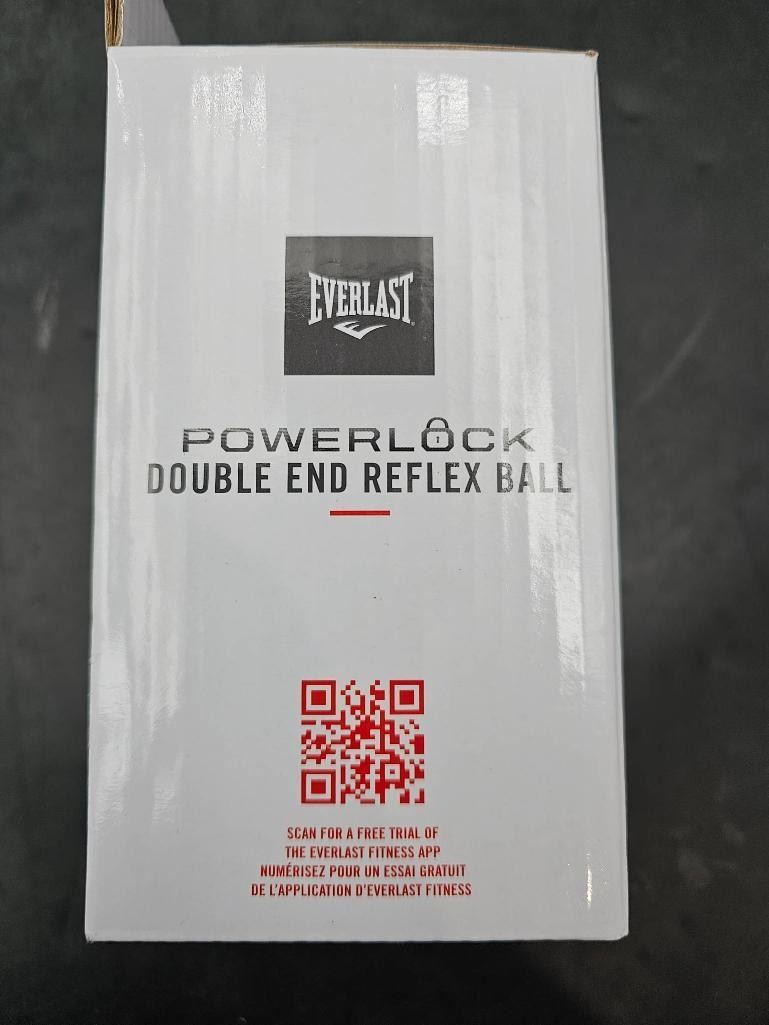 EVERLAST
POWERLOCK
DOUBLE END REFLEX BALL
SCAN FOR A FREE TRIAL OF
THE EVERLAST FITNESS APP
NUMÉRISEZ POUR UN ESSAI GRATUIT
DE L'APPLICATION D'EVERLAST FITNESS